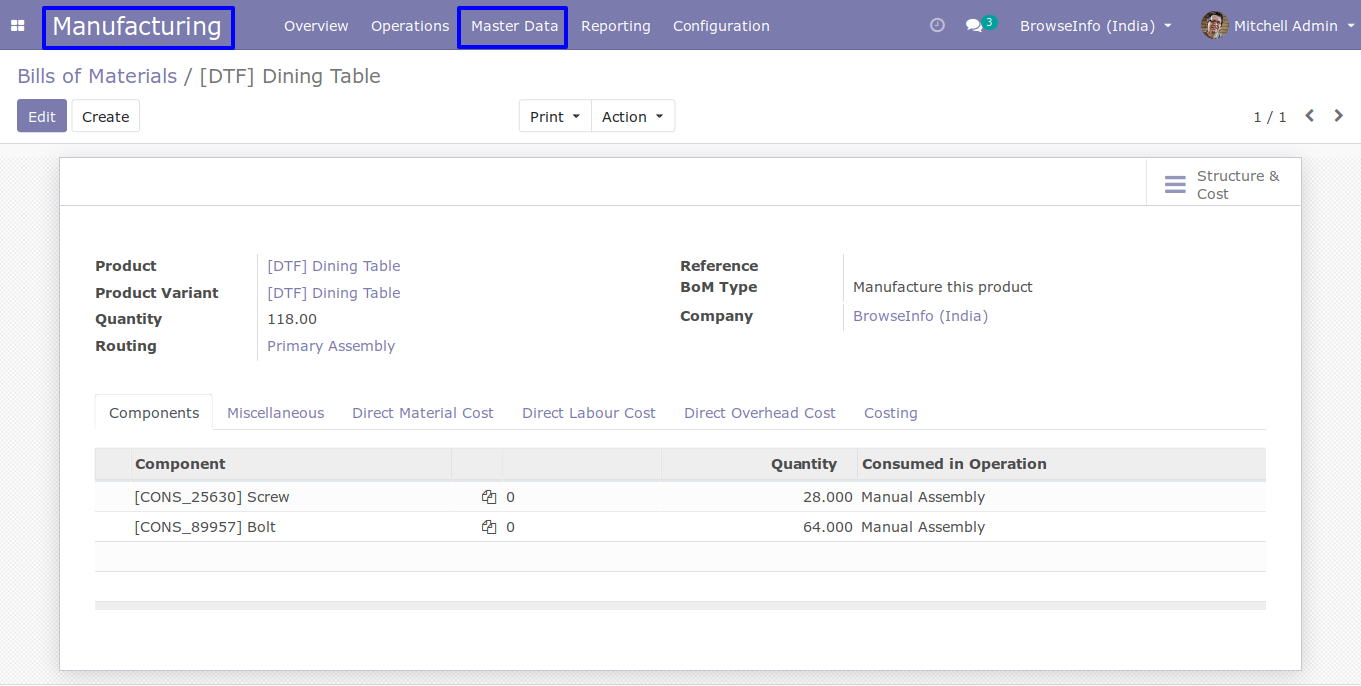 Manufacturing Overview Operations Master Data Reporting Configuration 3 BrowseInfo (India) Mitchell Admin
Bills of Materials / [DTF] Dining Table
Edit Create Print Action 1 / 1
Structure &
Cost
Product [DTF] Dining Table
Product Variant [DTF] Dining Table
Quantity 118.00
Routing Primary Assembly
Reference
BoM Type Manufacture this product
Company BrowseInfo (India)
Components Miscellaneous Direct Material Cost Direct Labour Cost Direct Overhead Cost Costing
Component Quantity Consumed in Operation
[CONS_25630] Screw 0 28.000 Manual Assembly
[CONS_89957] Bolt 0 64.000 Manual Assembly